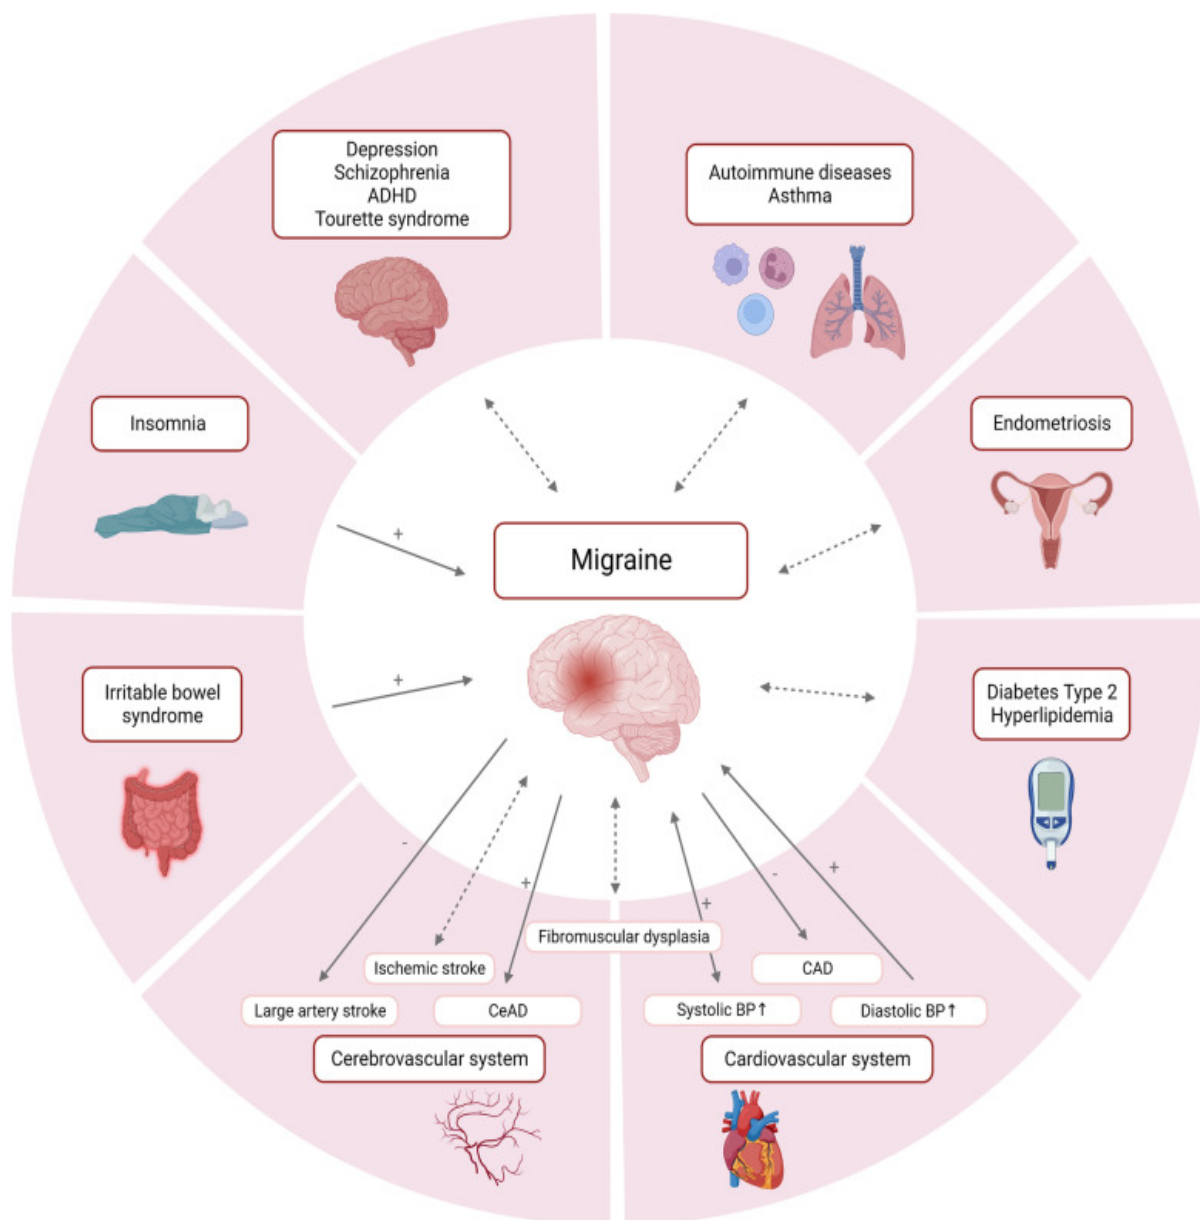 Depression
Schizophrenia
ADHD
Tourette syndrome
Autoimmune diseases
Asthma
Insomnia
Endometriosis
+
Migraine
+
Irritable bowel
syndrome
Diabetes Type 2
Hyperlipidemia
-
+
+
-
+
Fibromuscular dysplasia
Ischemic stroke
CAD
Large artery stroke
CeAD
Systolic BP↑
Diastolic BP↑
Cerebrovascular system
Cardiovascular system